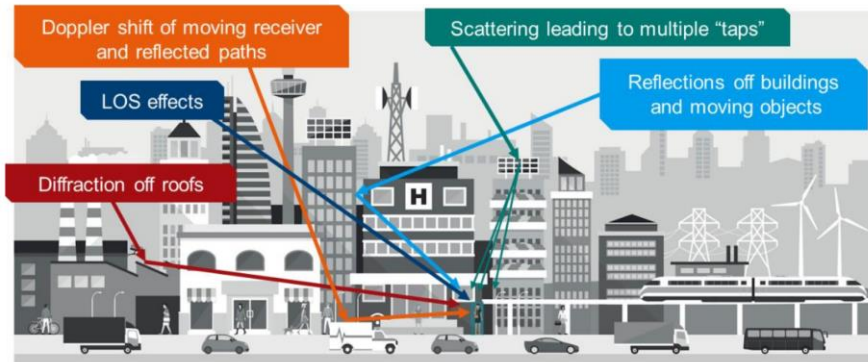 Doppler shift of moving receiver
and reflected paths
Scattering leading to multiple “taps”
LOS effects
Reflections off buildings
and moving objects
Diffraction off roofs
H